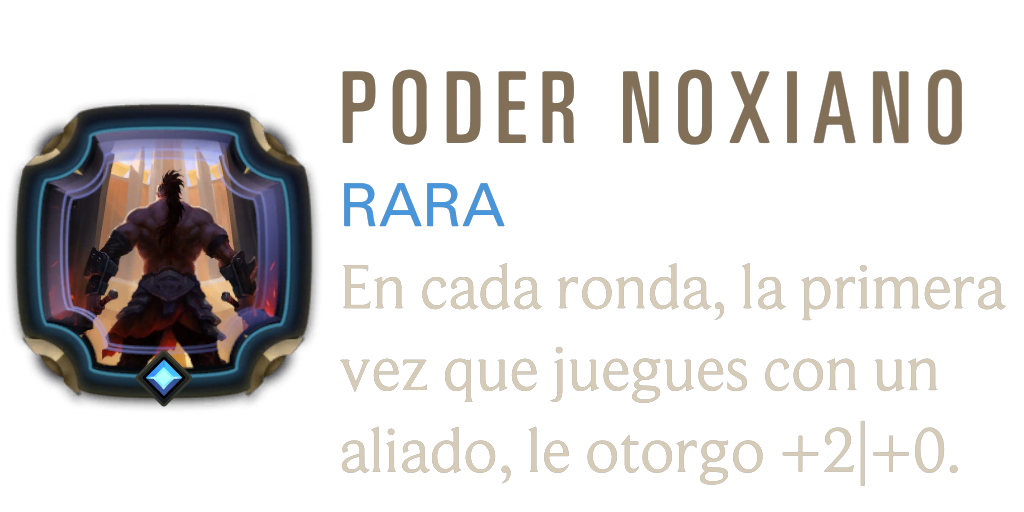 PODER NOXIANO
RARA
En cada ronda, la primera
vez que juegues con un
aliado, le otorgo +2|+0.